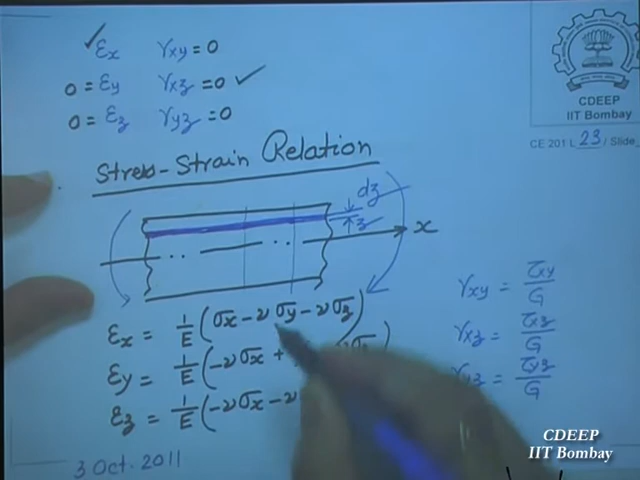 ✓εx γxy = 0
0 = εy γxz = 0 ✓
0 = εz γyz = 0
CDEEP
IIT Bombay
CE 201 L 23 / Slide_
Stress-Strain Relation
dz
z
x
εx = 1/E (σx - ν σy - ν σz)
εy = 1/E (-ν σx +
εz = 1/E (-ν σx - ν
γxy = τxy/G
γxz = τxz/G
γyz = τyz/G
3 Oct. 2011
CDEEP
IIT Bombay